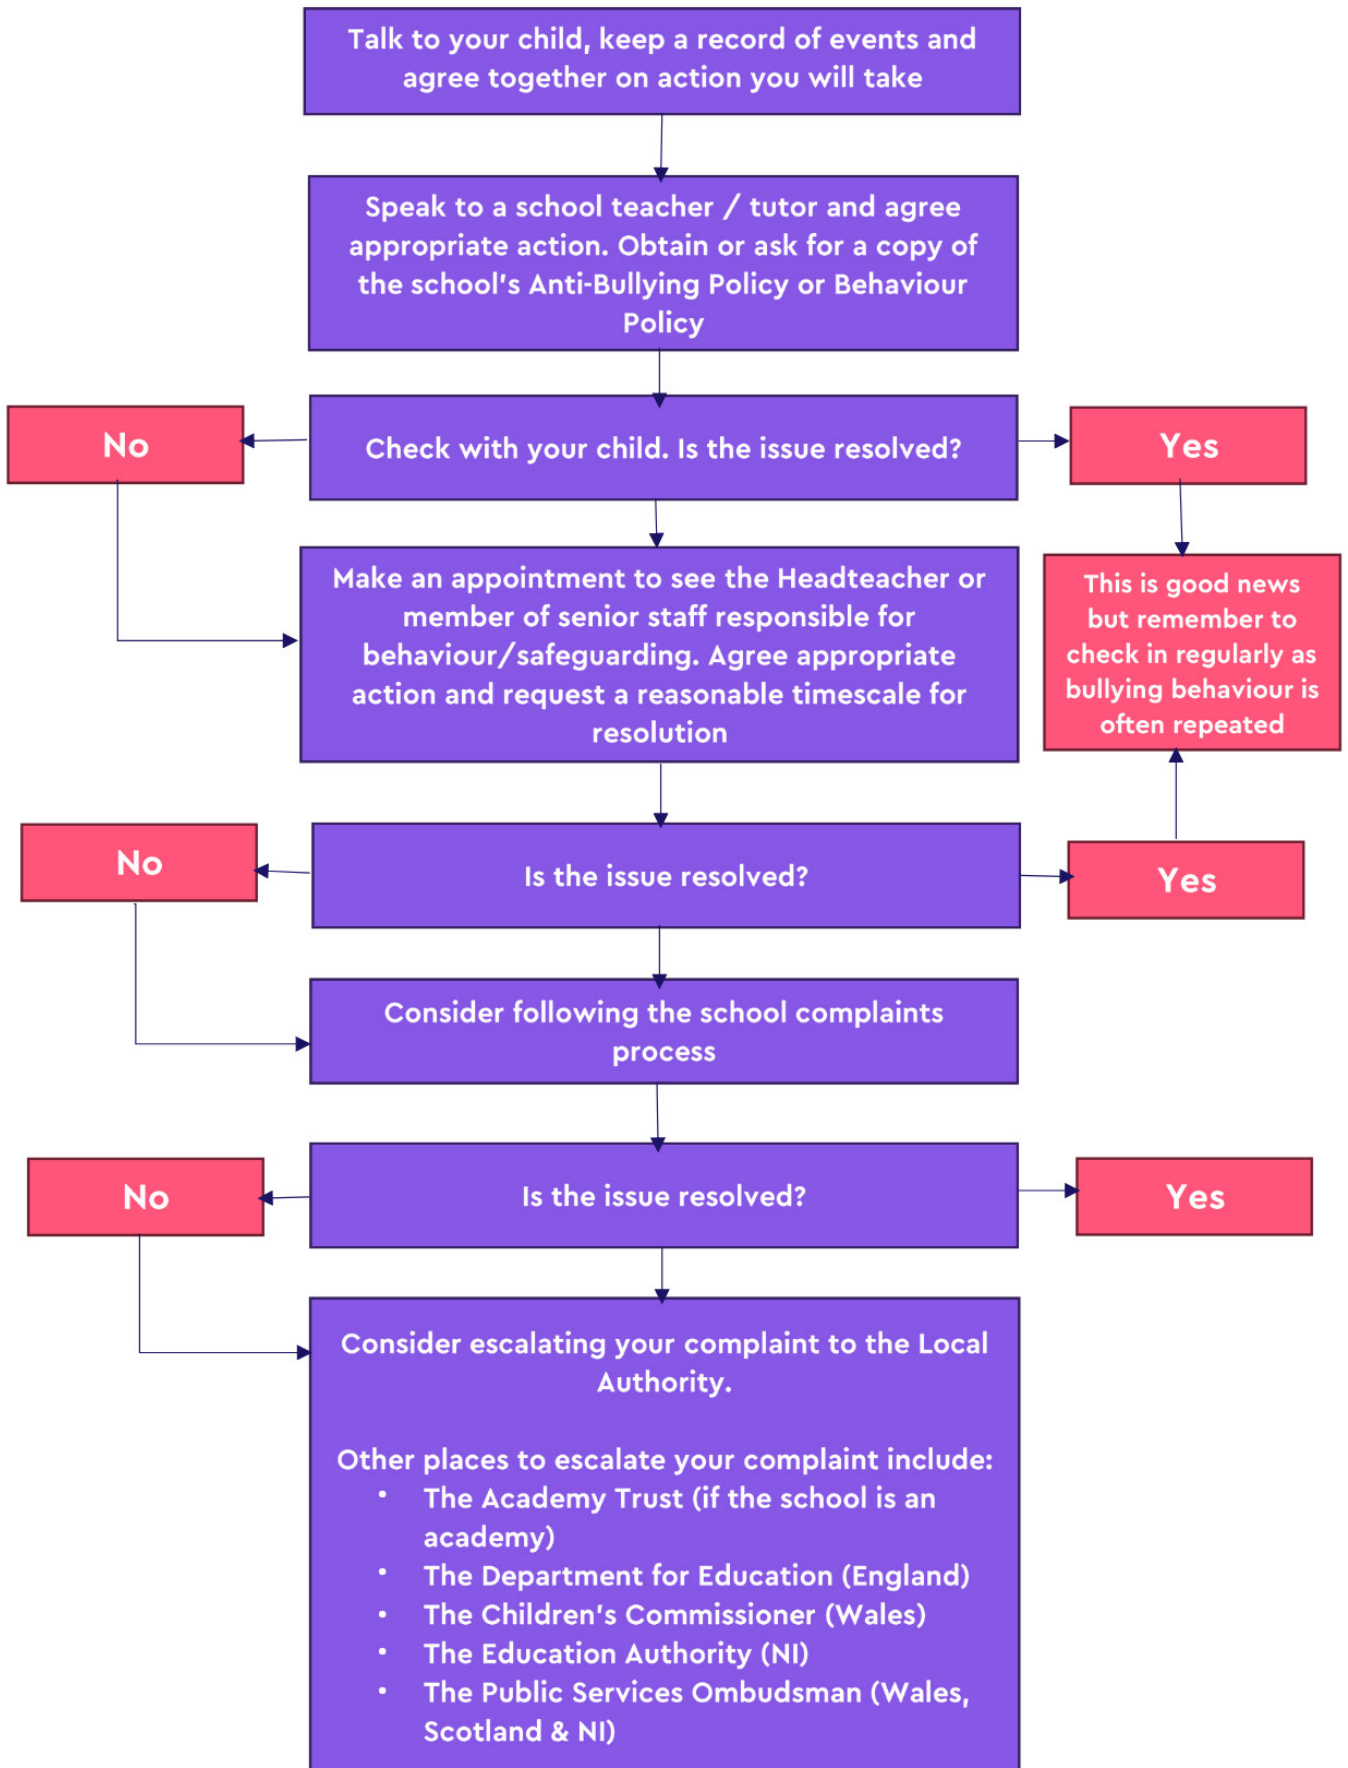 Talk to your child, keep a record of events and
agree together on action you will take
Speak to a school teacher / tutor and agree
appropriate action. Obtain or ask for a copy of
the school's Anti-Bullying Policy or Behaviour
Policy
No
Check with your child. Is the issue resolved?
Yes
Make an appointment to see the Headteacher or
member of senior staff responsible for
behaviour/safeguarding. Agree appropriate
action and request a reasonable timescale for
resolution
This is good news
but remember to
check in regularly as
bullying behaviour is
often repeated
No
Is the issue resolved?
Yes
Consider following the school complaints
process
No
Is the issue resolved?
Yes
Consider escalating your complaint to the Local
Authority.
Other places to escalate your complaint include:
• The Academy Trust (if the school is an
academy)
• The Department for Education (England)
• The Children's Commissioner (Wales)
• The Education Authority (NI)
• The Public Services Ombudsman (Wales,
Scotland & NI)